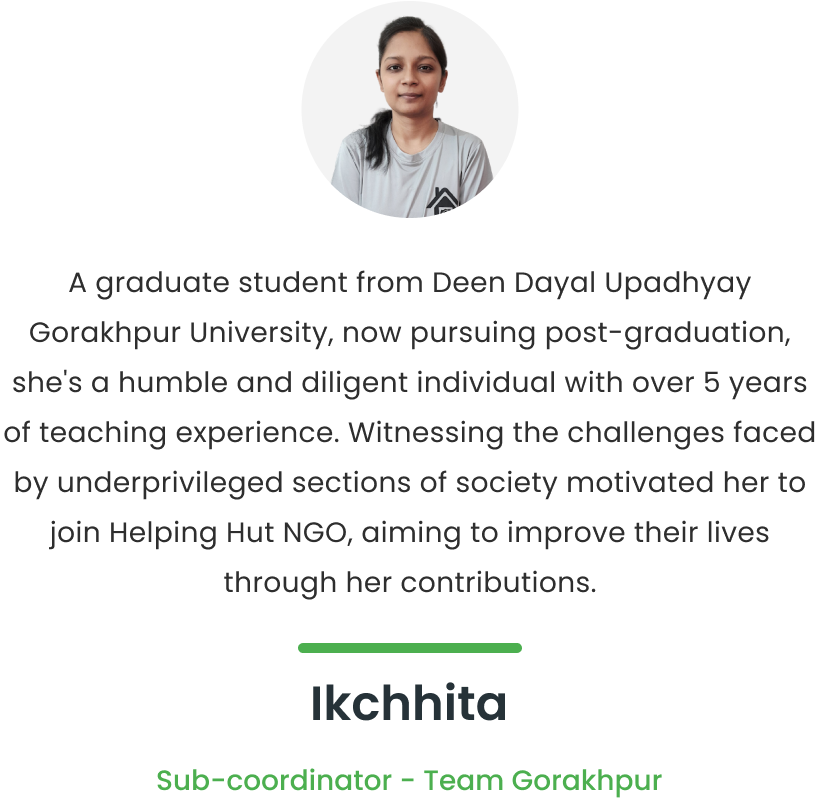 A graduate student from Deen Dayal Upadhyay
Gorakhpur University, now pursuing post-graduation,
she's a humble and diligent individual with over 5 years
of teaching experience. Witnessing the challenges faced
by underprivileged sections of society motivated her to
join Helping Hut NGO, aiming to improve their lives
through her contributions.
Ikchhita
Sub-coordinator - Team Gorakhpur